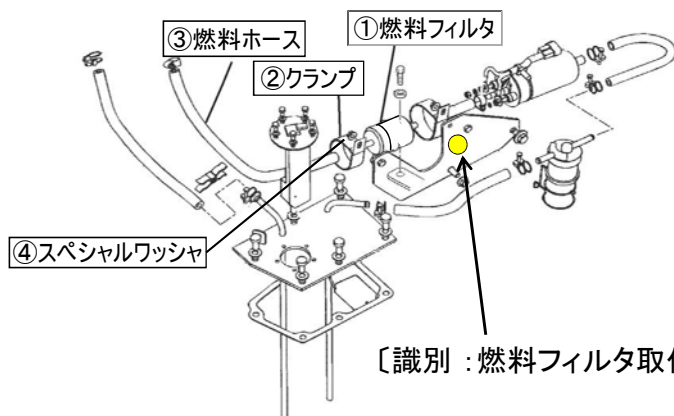 ③燃料ホース
①燃料フィルタ
②クランプ
④スペシャルワッシャ
〔識別：燃料フィルタ取付